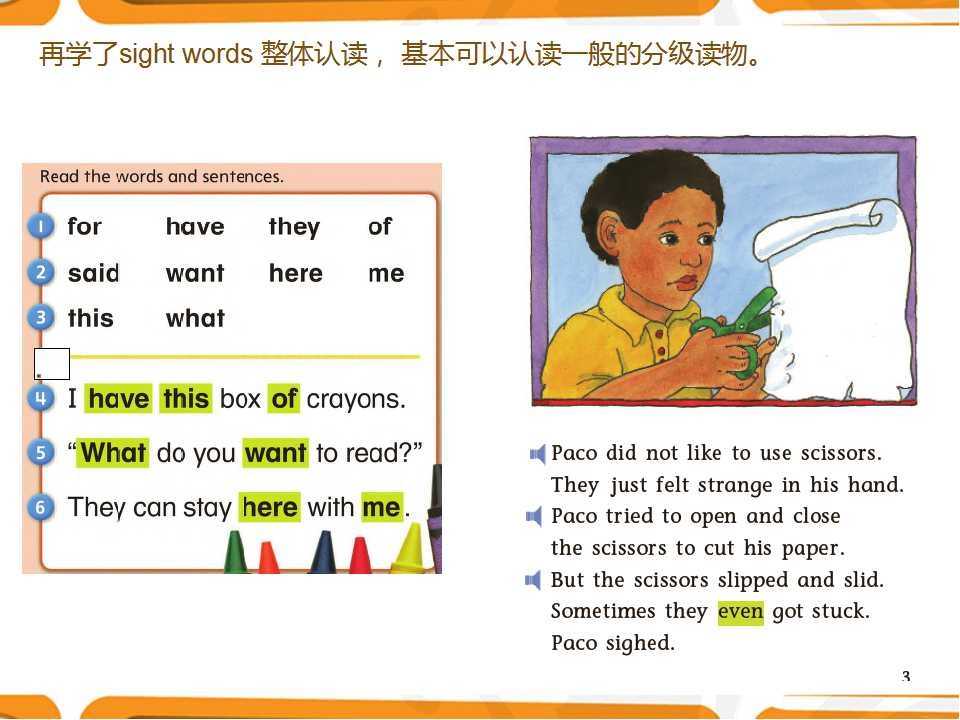 再学了sight words 整体认读，基本可以认读一般的分级读物。
Read the words and sentences.
1 for have they of
2 said want here me
3 this what
4 I have this box of crayons.
5 “What do you want to read?”
6 They can stay here with me.
Paco did not like to use scissors.
They just felt strange in his hand.
Paco tried to open and close
the scissors to cut his paper.
But the scissors slipped and slid.
Sometimes they even got stuck.
Paco sighed.
3